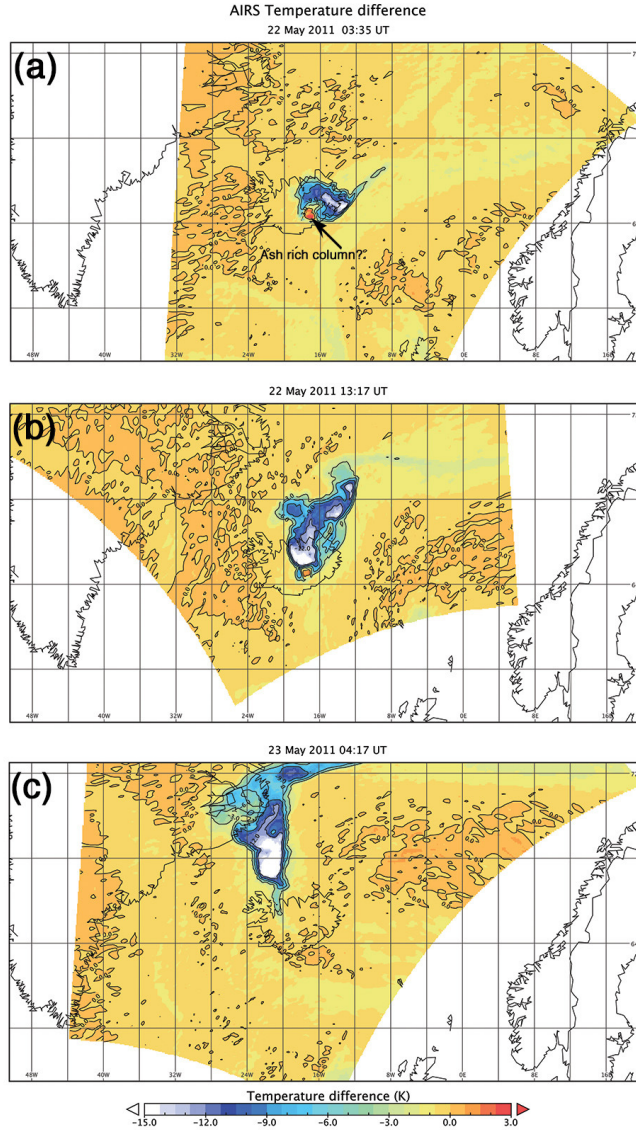 AIRS Temperature difference
22 May 2011 03:35 UT
(a)
Ash rich column?
48W 40W 32W 24W 16W 8W 0E 8E 16E
22 May 2011 13:17 UT
(b)
-12.0
48W 40W 32W 24W 16W 8W 0E 8E 16E
23 May 2011 04:17 UT
(c)
48W 40W 32W 24W 16W 8W 0E 8E 16E
Temperature difference (K)
-15.0 -12.0 -9.0 -6.0 -3.0 0.0 3.0